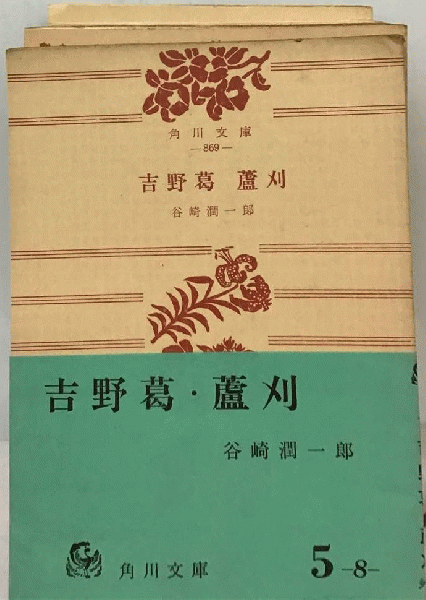 角川文庫
—869—
吉野葛 蘆刈
谷崎潤一郎
吉野葛・蘆刈
谷崎潤一郎
角川文庫
5-8-